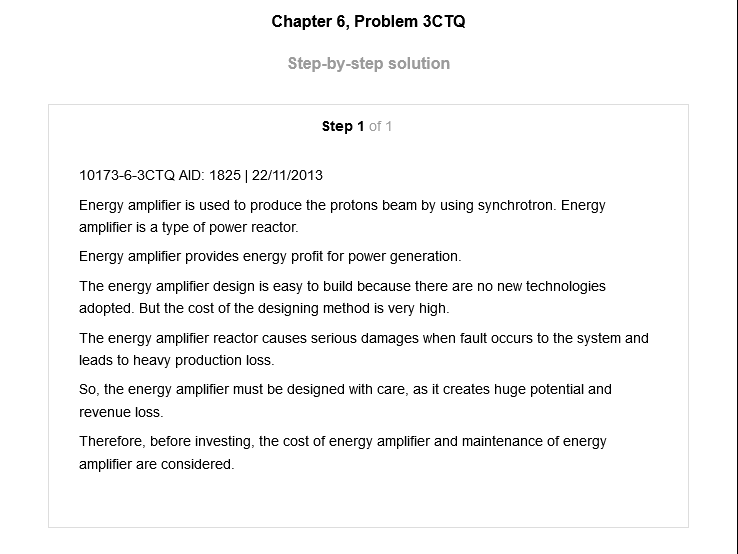 Chapter 6, Problem 3CTQ
Step-by-step solution
Step 1 of 1
10173-6-3CTQ AID: 1825 | 22/11/2013
Energy amplifier is used to produce the protons beam by using synchrotron. Energy
amplifier is a type of power reactor.
Energy amplifier provides energy profit for power generation.
The energy amplifier design is easy to build because there are no new technologies
adopted. But the cost of the designing method is very high.
The energy amplifier reactor causes serious damages when fault occurs to the system and
leads to heavy production loss.
So, the energy amplifier must be designed with care, as it creates huge potential and
revenue loss.
Therefore, before investing, the cost of energy amplifier and maintenance of energy
amplifier are considered.